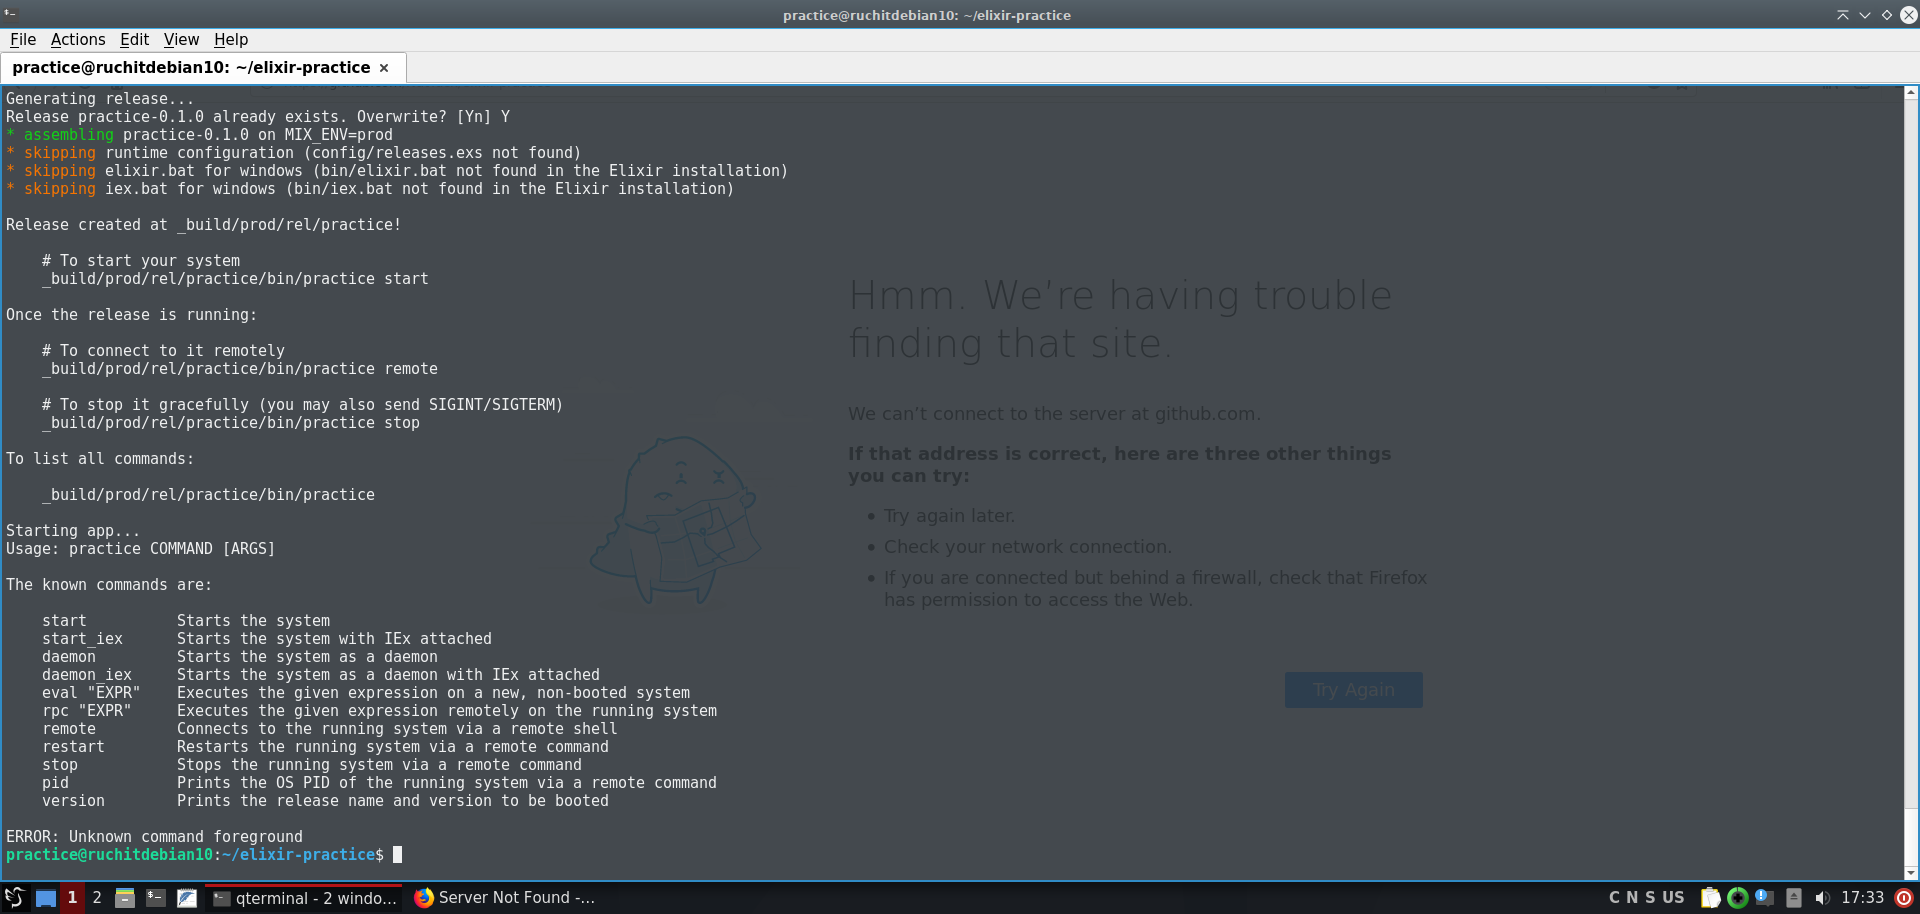 practice@ruchitdebian10: ~/elixir-practice
File Actions Edit View Help
practice@ruchitdebian10: ~/elixir-practice
Generating release...
Release practice-0.1.0 already exists. Overwrite? [Yn] Y
* assembling practice-0.1.0 on MIX_ENV=prod
* skipping runtime configuration (config/releases.exs not found)
* skipping elixir.bat for windows (bin/elixir.bat not found in the Elixir installation)
* skipping iex.bat for windows (bin/iex.bat not found in the Elixir installation)
Release created at _build/prod/rel/practice!
# To start your system
_build/prod/rel/practice/bin/practice start
Once the release is running:
# To connect to it remotely
_build/prod/rel/practice/bin/practice remote
# To stop it gracefully (you may also send SIGINT/SIGTERM)
_build/prod/rel/practice/bin/practice stop
To list all commands:
_build/prod/rel/practice/bin/practice
Starting app...
Usage: practice COMMAND [ARGS]
The known commands are:
start Starts the system
start_iex Starts the system with IEx attached
daemon Starts the system as a daemon
daemon_iex Starts the system as a daemon with IEx attached
eval "EXPR" Executes the given expression on a new, non-booted system
rpc "EXPR" Executes the given expression remotely on the running system
remote Connects to the running system via a remote shell
restart Restarts the running system via a remote command
stop Stops the running system via a remote command
pid Prints the OS PID of the running system via a remote command
version Prints the release name and version to be booted
ERROR: Unknown command foreground
practice@ruchitdebian10:~/elixir-practice$
Hmm. We're having trouble
finding that site.
We can't connect to the server at github.com.
If that address is correct, here are three other things
you can try:
• Try again later.
• Check your network connection.
• If you are connected but behind a firewall, check that Firefox
has permission to access the Web.
Try Again
1 2 qterminal - 2 windo... Server Not Found -... C N S US 17:33